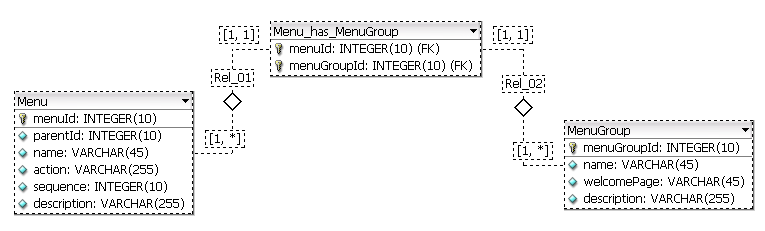 [1, 1]
Menu_has_MenuGroup
menuId: INTEGER(10) (FK)
menuGroupId: INTEGER(10) (FK)
[1, 1]
Rel_01
Rel_02
Menu
menuId: INTEGER(10)
parentId: INTEGER(10)
name: VARCHAR(45)
action: VARCHAR(255)
sequence: INTEGER(10)
description: VARCHAR(255)
[1, *]
[1, *]
MenuGroup
menuGroupId: INTEGER(10)
name: VARCHAR(45)
welcomePage: VARCHAR(45)
description: VARCHAR(255)